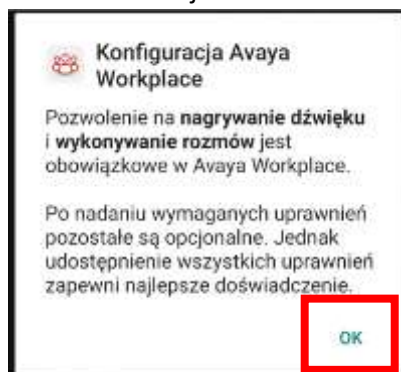 Konfiguracja Avaya
Workplace
Pozwolenie na nagrywanie dźwięku
i wykonywanie rozmów jest
obowiązkowe w Avaya Workplace.
Po nadaniu wymaganych uprawnień
pozostałe są opcjonalne. Jednak
udostępnienie wszystkich uprawnień
zapewni najlepsze doświadczenie.
OK